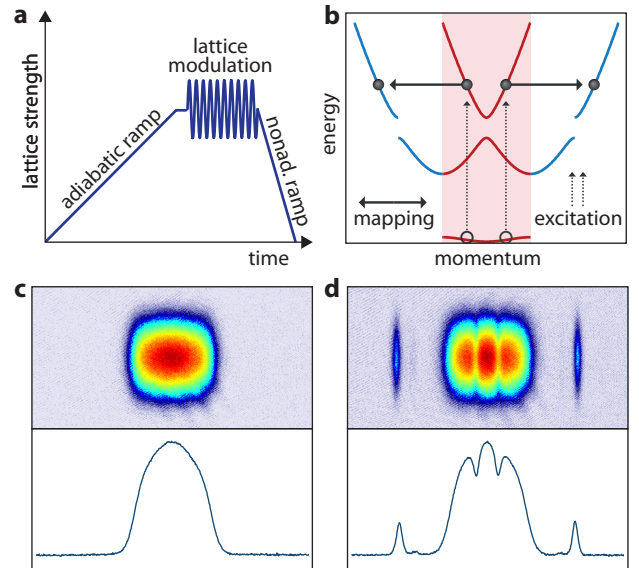 a
lattice strength
adiabatic ramp
lattice
modulation
nonad. ramp
time
b
energy
mapping
excitation
momentum
c
d